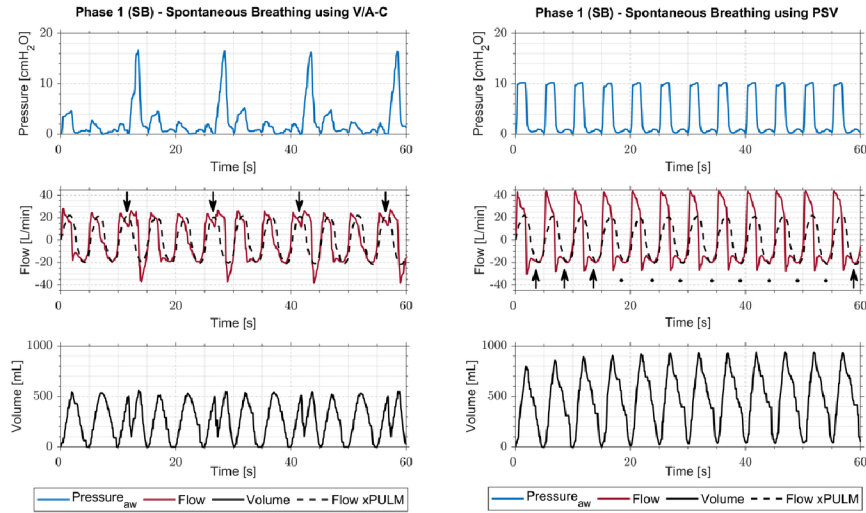 Phase 1 (SB) - Spontaneous Breathing using V/A-C
Pressure [cmH2O]
20
10
0
0 20 40 60
Time [s]
Flow [L/min]
40
20
0
-20
-40
0 20 40 60
Time [s]
Volume [mL]
1000
500
0
0 20 40 60
Time [s]
Pressure aw Flow Volume Flow xPULM
Phase 1 (SB) - Spontaneous Breathing using PSV
Pressure [cmH2O]
20
10
0
0 20 40 60
Time [s]
Flow [L/min]
40
20
0
-20
-40
0 20 40 60
Time [s]
Volume [mL]
1000
500
0
0 20 40 60
Time [s]
Pressure aw Flow Volume Flow xPULM